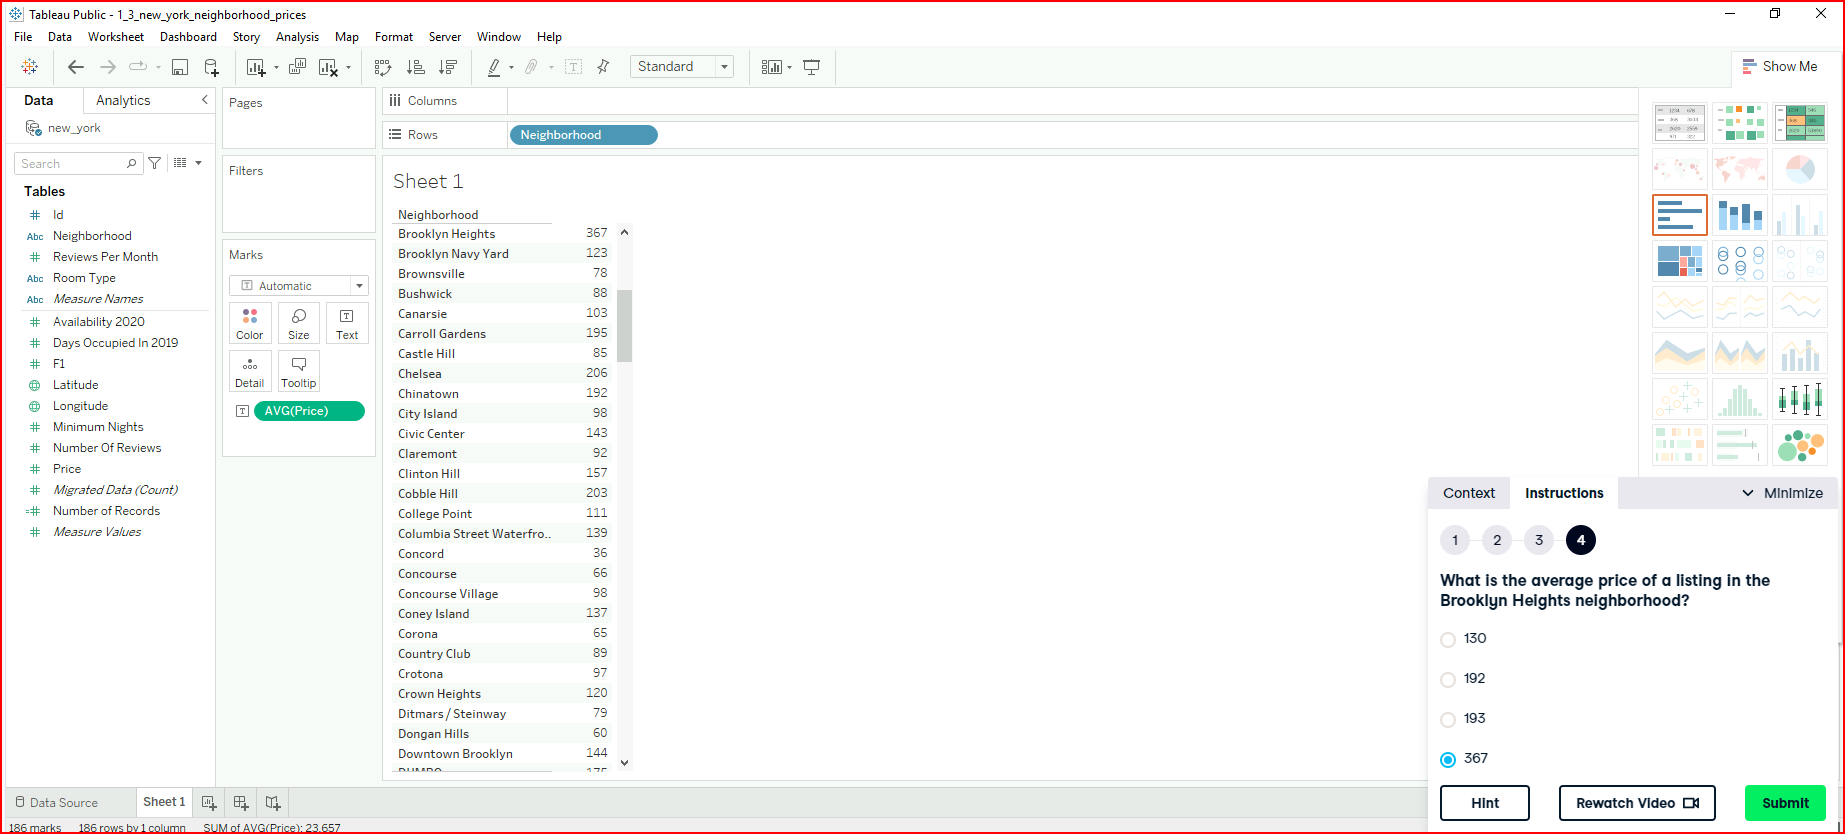 Tableau Public - 1_3_new_york_neighborhood_prices
File Data Worksheet Dashboard Story Analysis Map Format Server Window Help
Standard
Show Me
Data Analytics
new_york
Search
Tables
Id
Abc Neighborhood
Reviews Per Month
Abc Room Type
Abc Measure Names
Availability 2020
Days Occupied In 2019
F1
Latitude
Longitude
Minimum Nights
Number Of Reviews
Price
Migrated Data (Count)
Number of Records
Measure Values
Pages
Filters
Marks
Automatic
Color Size Text
Detail Tooltip
AVG(Price)
Columns
Rows Neighborhood
Sheet 1
Neighborhood
Brooklyn Heights 367
Brooklyn Navy Yard 123
Brownsville 78
Bushwick 88
Canarsie 103
Carroll Gardens 195
Castle Hill 85
Chelsea 206
Chinatown 192
City Island 98
Civic Center 143
Claremont 92
Clinton Hill 157
Cobble Hill 203
College Point 111
Columbia Street Waterfro.. 139
Concord 36
Concourse 66
Concourse Village 98
Coney Island 137
Corona 65
Country Club 89
Crotona 97
Crown Heights 120
Ditmars / Steinway 79
Dongan Hills 60
Downtown Brooklyn 144
DUMBO 175
Context Instructions Minimize
1 2 3 4
What is the average price of a listing in the
Brooklyn Heights neighborhood?
130
192
193
367
Hint Rewatch Video Submit
Data Source Sheet 1
186 marks 186 rows by 1 column SUM of AVG(Price): 23,657